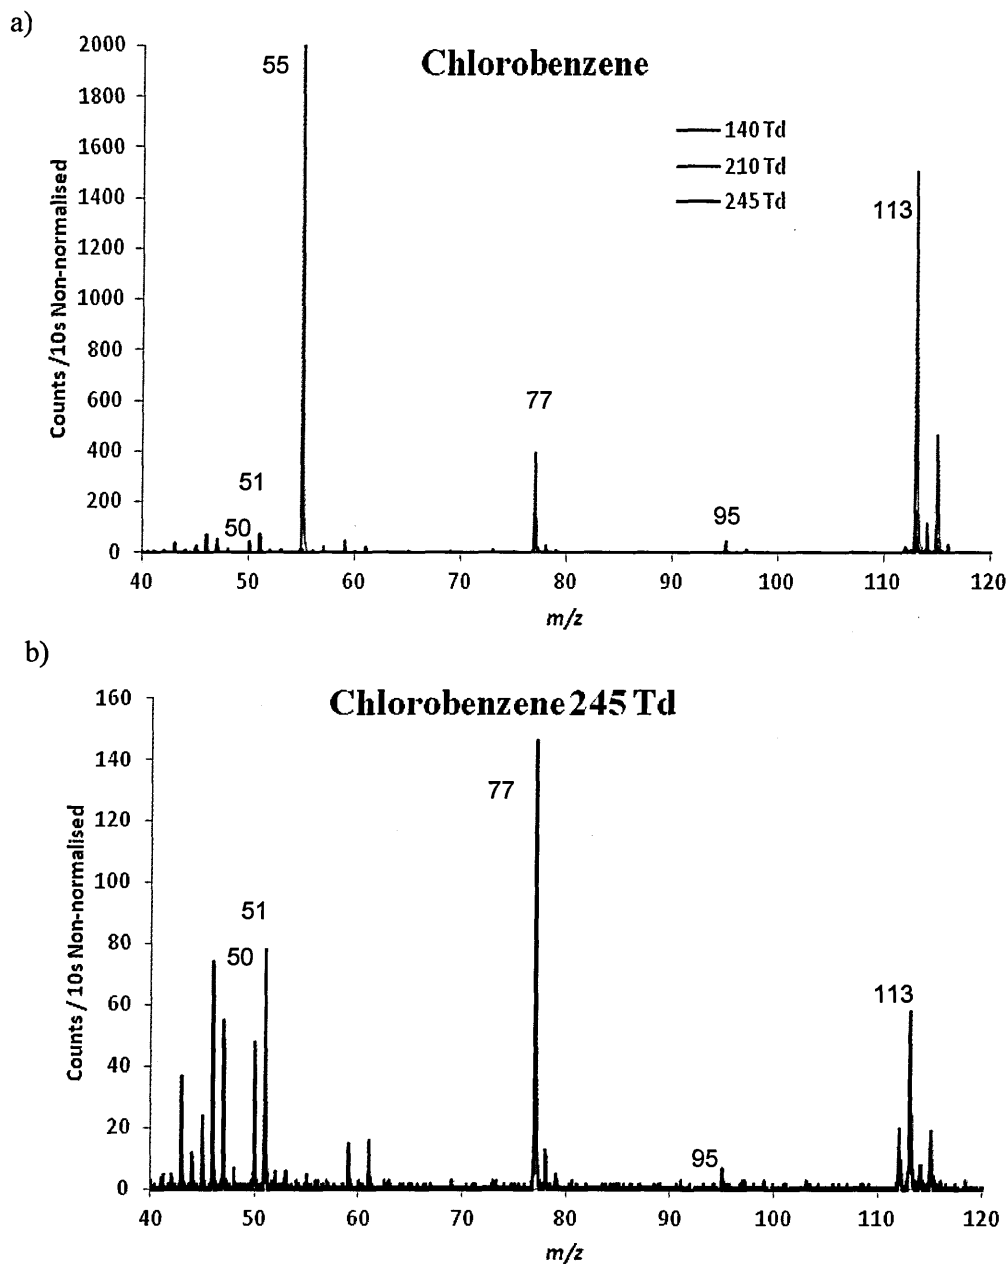 a)
Chlorobenzene
2000
1800
1600
1400
1200
1000
800
600
400
200
0
Counts /10s Non-normalised
55
140 Td
210 Td
245 Td
113
77
51
50
95
40 50 60 70 80 90 100 110 120
m/z
b)
Chlorobenzene 245 Td
160
140
120
100
80
60
40
20
0
Counts / 10s Non-normalised
77
51
50
113
95
40 50 60 70 80 90 100 110 120
m/z